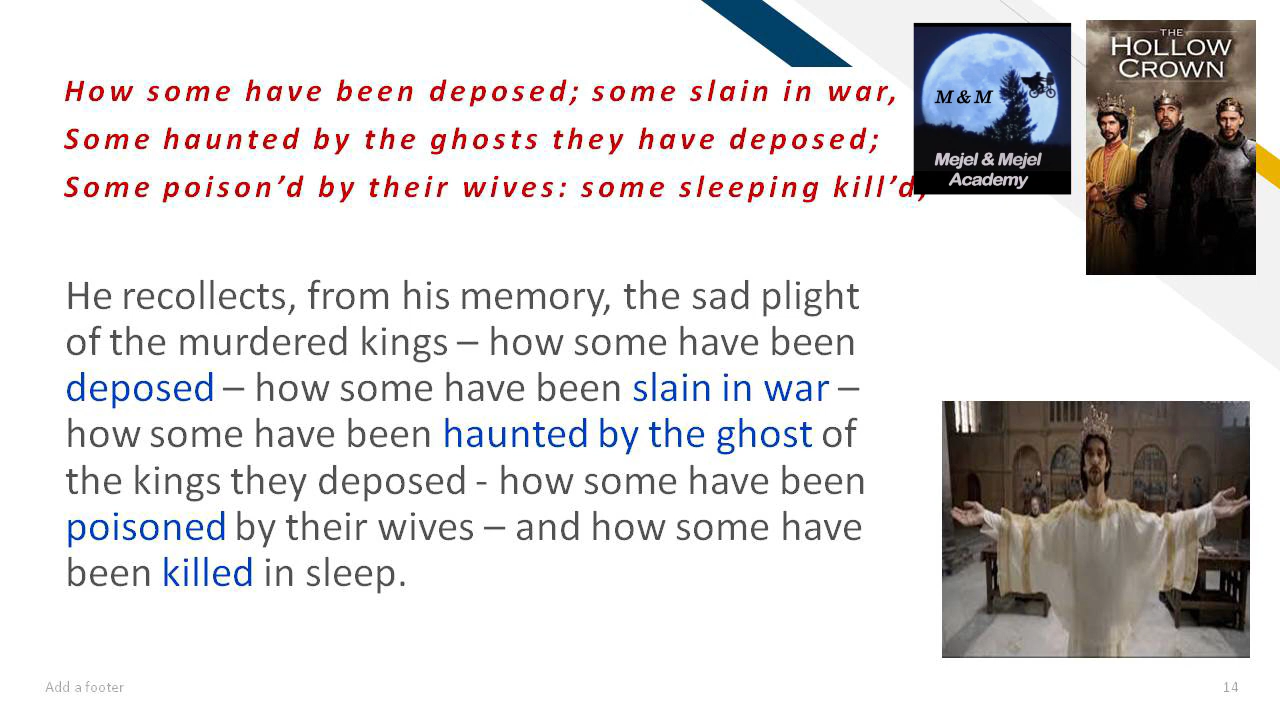 How some have been deposed; some slain in war,
Some haunted by the ghosts they have deposed;
Some poison’d by their wives: some sleeping kill’d,
M & M
Mejel & Mejel
Academy
THE
HOLLOW
CROWN
He recollects, from his memory, the sad plight
of the murdered kings – how some have been
deposed – how some have been slain in war –
how some have been haunted by the ghost of
the kings they deposed - how some have been
poisoned by their wives – and how some have
been killed in sleep.
Add a footer
14